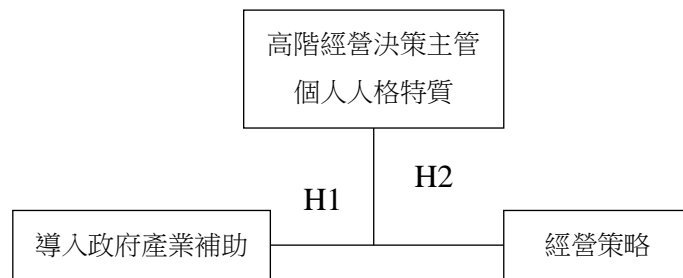 高階經營決策主管
個人人格特質
H1
H2
導入政府產業補助
經營策略